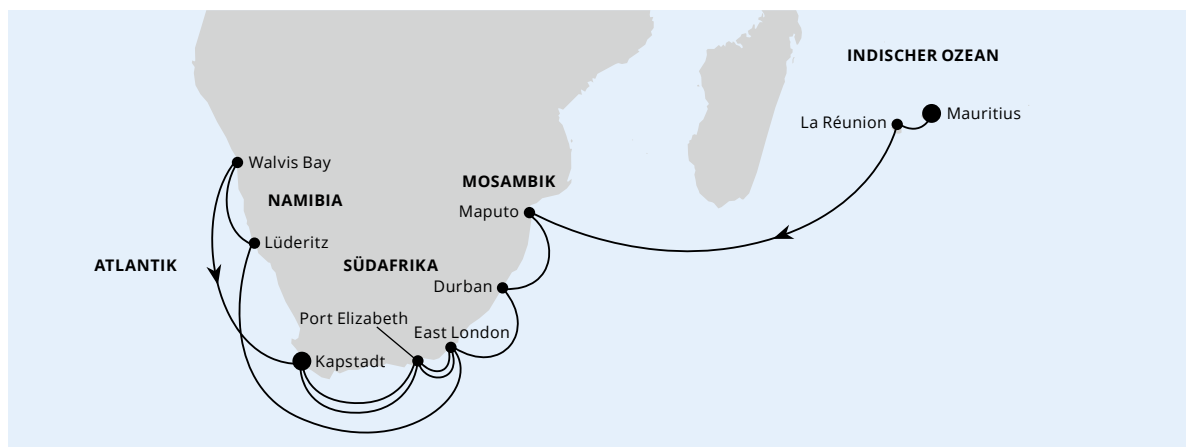 INDISCHER OZEAN
La Réunion
Mauritius
Walvis Bay
MOSAMBIK
NAMIBIA
Maputo
Lüderitz
ATLANTIK
SÜDAFRIKA
Durban
Port Elizabeth
East London
Kapstadt